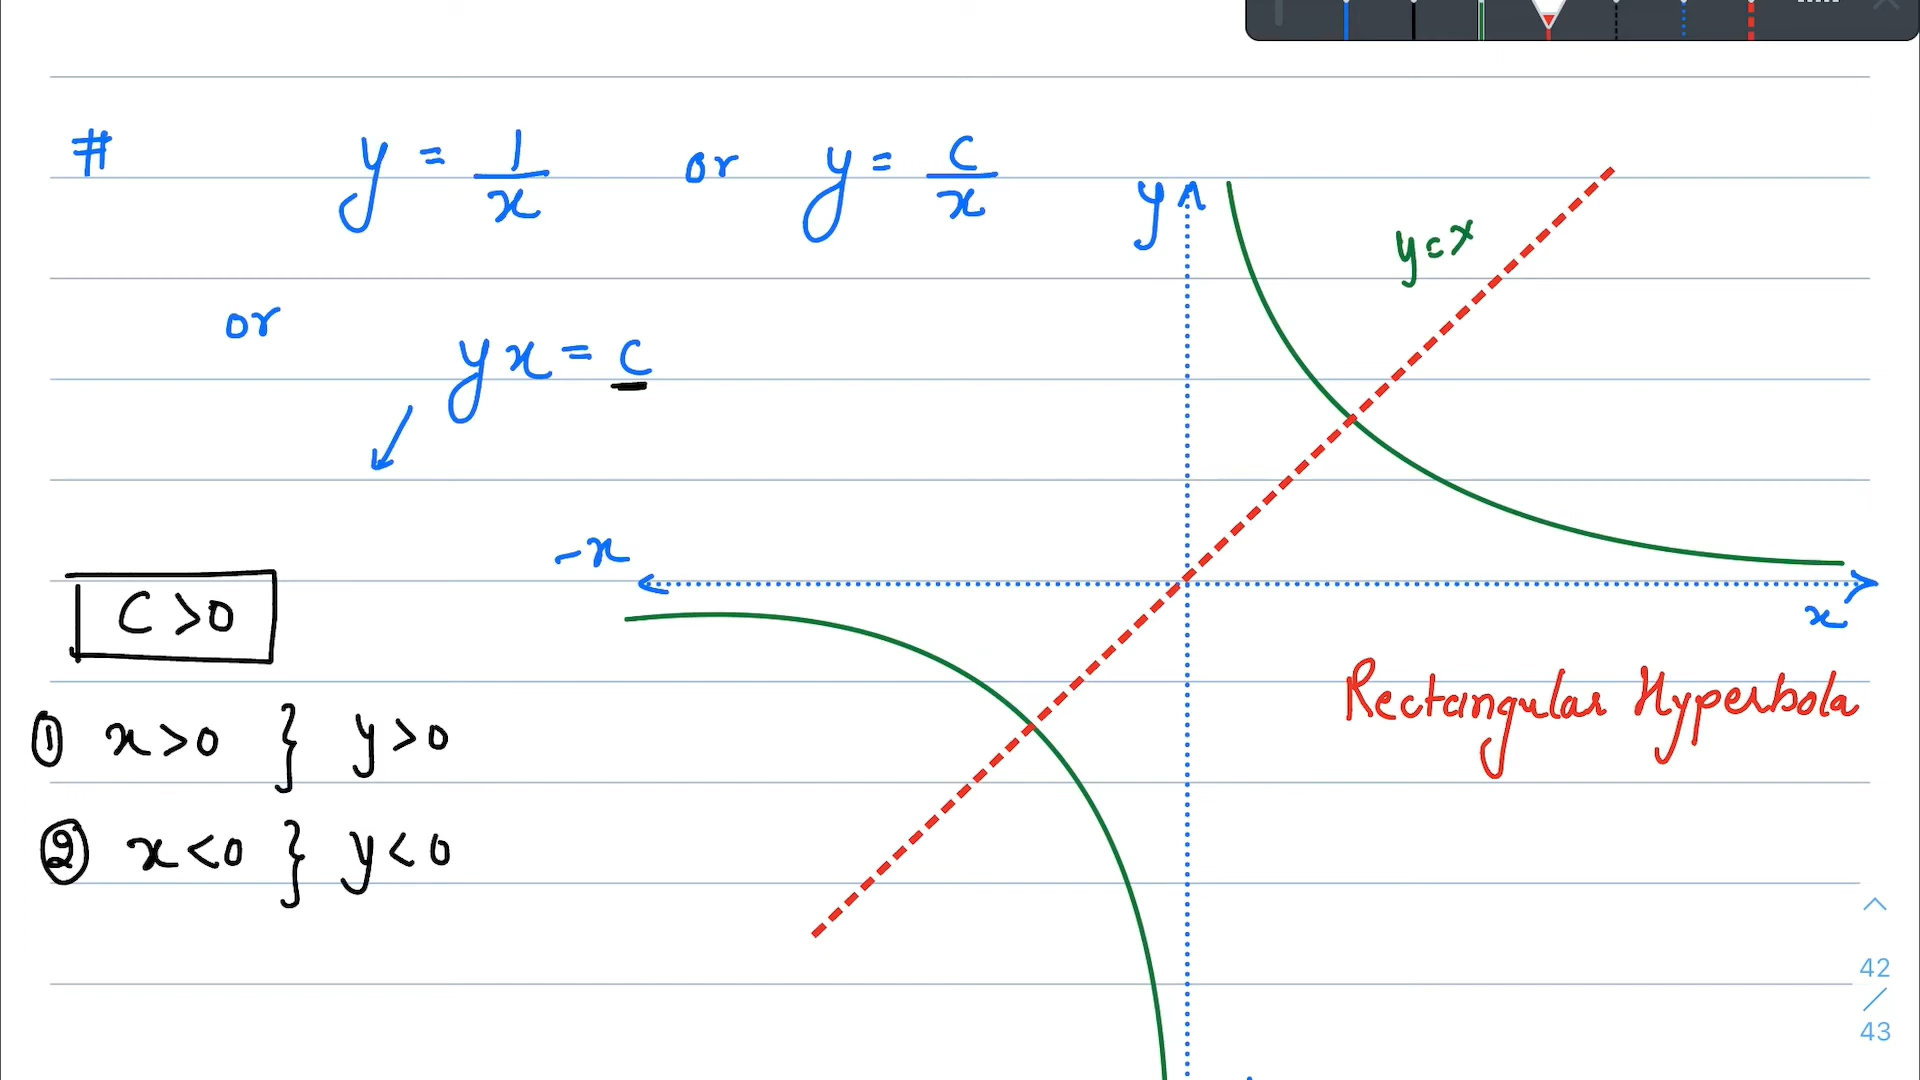 # y = 1/x or y = c/x
or
yx = c
C > 0
① x > 0 } y > 0
② x < 0 } y < 0
y
y = x
-x
x
Rectangular Hyperbola
42
/
43